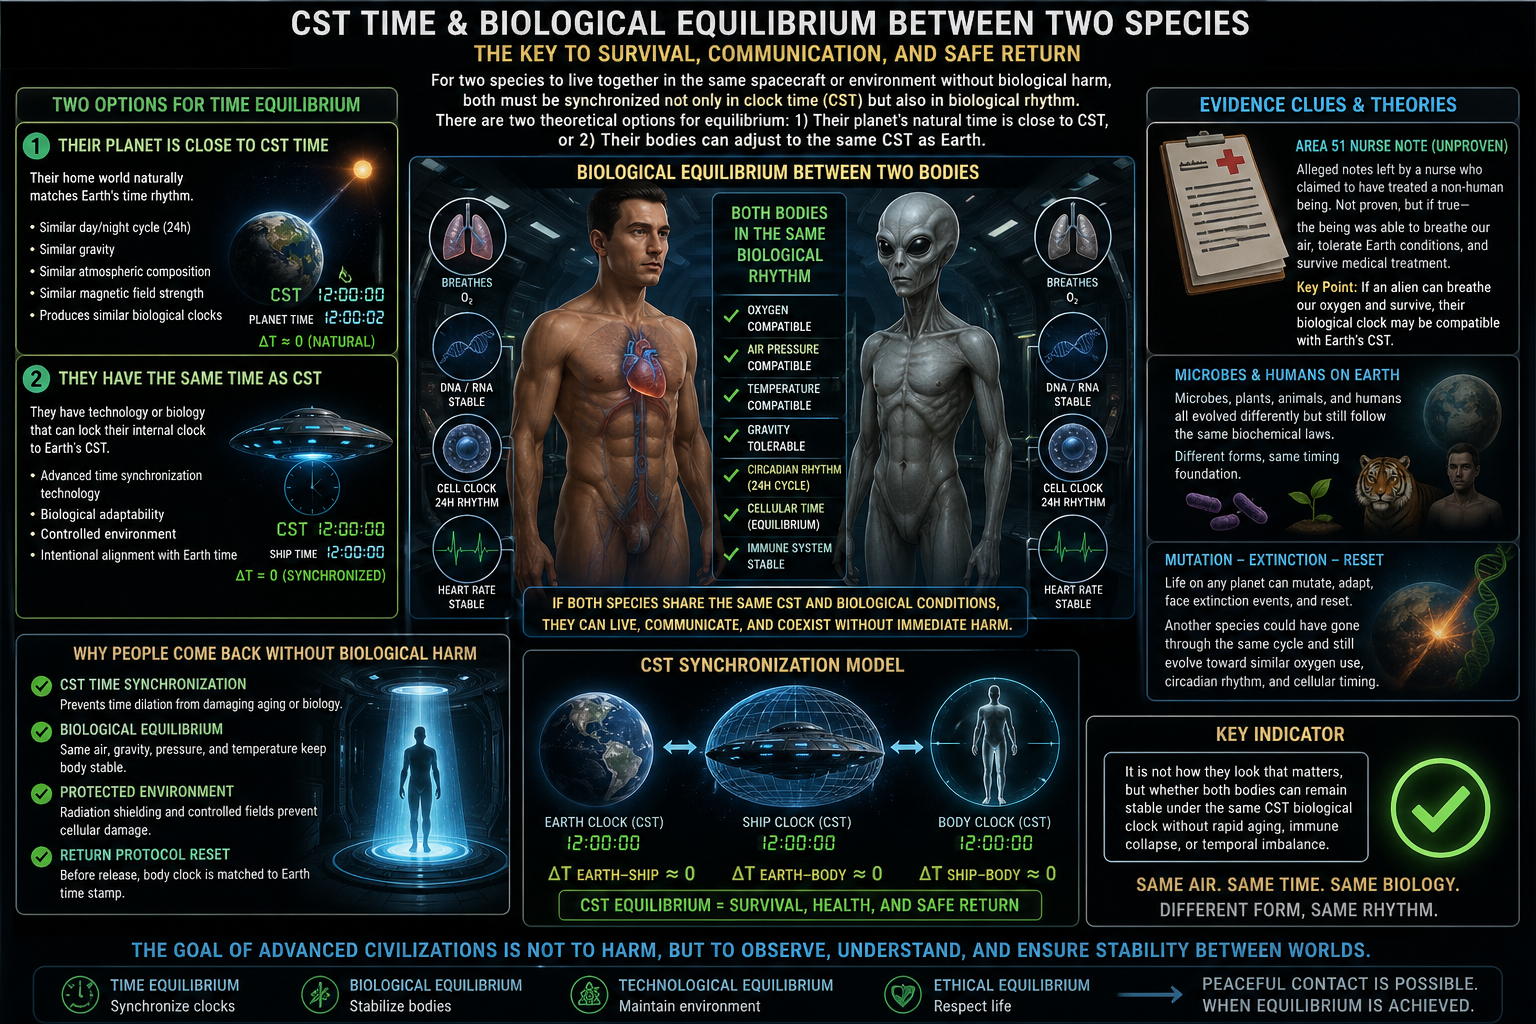 CST TIME & BIOLOGICAL EQUILIBRIUM BETWEEN TWO SPECIES
THE KEY TO SURVIVAL, COMMUNICATION, AND SAFE RETURN
For two species to live together in the same spacecraft or environment without biological harm,
both must be synchronized not only in clock time (CST) but also in biological rhythm.
There are two theoretical options for equilibrium: 1) Their planet's natural time is close to CST,
or 2) Their bodies can adjust to the same CST as Earth.
TWO OPTIONS FOR TIME EQUILIBRIUM
1 THEIR PLANET IS CLOSE TO CST TIME
Their home world naturally
matches Earth's time rhythm.
• Similar day/night cycle (24h)
• Similar gravity
• Similar atmospheric composition
• Similar magnetic field strength
• Produces similar biological clocks
CST 12:00:00
PLANET TIME 12:00:02
ΔT ≈ 0 (NATURAL)
2 THEY HAVE THE SAME TIME AS CST
They have technology or biology
that can lock their internal clock
to Earth's CST.
• Advanced time synchronization
technology
• Biological adaptability
• Controlled environment
• Intentional alignment with Earth time
CST 12:00:00
SHIP TIME 12:00:00
ΔT = 0 (SYNCHRONIZED)
BIOLOGICAL EQUILIBRIUM BETWEEN TWO BODIES
BREATHES
O₂
DNA / RNA
STABLE
CELL CLOCK
24H RHYTHM
HEART RATE
STABLE
BOTH BODIES
IN THE SAME
BIOLOGICAL
RHYTHM
OXYGEN
COMPATIBLE
AIR PRESSURE
COMPATIBLE
TEMPERATURE
COMPATIBLE
GRAVITY
TOLERABLE
CIRCADIAN RHYTHM
(24H CYCLE)
CELLULAR TIME
(EQUILIBRIUM)
IMMUNE SYSTEM
STABLE
BREATHES
O₂
DNA / RNA
STABLE
CELL CLOCK
24H RHYTHM
HEART RATE
STABLE
IF BOTH SPECIES SHARE THE SAME CST AND BIOLOGICAL CONDITIONS,
THEY CAN LIVE, COMMUNICATE, AND COEXIST WITHOUT IMMEDIATE HARM.
EVIDENCE CLUES & THEORIES
AREA 51 NURSE NOTE (UNPROVEN)
Alleged notes left by a nurse who
claimed to have treated a non-human
being. Not proven, but if true—
the being was able to breathe our
air, tolerate Earth conditions, and
survive medical treatment.
Key Point: If an alien can breathe
our oxygen and survive, their
biological clock may be compatible
with Earth's CST.
MICROBES & HUMANS ON EARTH
Microbes, plants, animals, and humans
all evolved differently but still follow
the same biochemical laws.
Different forms, same timing
foundation.
MUTATION – EXTINCTION – RESET
Life on any planet can mutate, adapt,
face extinction events, and reset.
Another species could have gone
through the same cycle and still
evolve toward similar oxygen use,
circadian rhythm, and cellular timing.
WHY PEOPLE COME BACK WITHOUT BIOLOGICAL HARM
CST TIME SYNCHRONIZATION
Prevents time dilation from damaging aging or biology.
BIOLOGICAL EQUILIBRIUM
Same air, gravity, pressure, and temperature keep
body stable.
PROTECTED ENVIRONMENT
Radiation shielding and controlled fields prevent
cellular damage.
RETURN PROTOCOL RESET
Before release, body clock is matched to Earth
time stamp.
CST SYNCHRONIZATION MODEL
EARTH CLOCK (CST)
12:00:00
SHIP CLOCK (CST)
12:00:00
BODY CLOCK (CST)
12:00:00
ΔT EARTH–SHIP ≈ 0
ΔT EARTH–BODY ≈ 0
ΔT SHIP–BODY ≈ 0
CST EQUILIBRIUM = SURVIVAL, HEALTH, AND SAFE RETURN
KEY INDICATOR
It is not how they look that matters,
but whether both bodies can remain
stable under the same CST biological
clock without rapid aging, immune
collapse, or temporal imbalance.
SAME AIR. SAME TIME. SAME BIOLOGY.
DIFFERENT FORM, SAME RHYTHM.
THE GOAL OF ADVANCED CIVILIZATIONS IS NOT TO HARM, BUT TO OBSERVE, UNDERSTAND, AND ENSURE STABILITY BETWEEN WORLDS.
TIME EQUILIBRIUM
Synchronize clocks
BIOLOGICAL EQUILIBRIUM
Stabilize bodies
TECHNOLOGICAL EQUILIBRIUM
Maintain environment
ETHICAL EQUILIBRIUM
Respect life
PEACEFUL CONTACT IS POSSIBLE.
WHEN EQUILIBRIUM IS ACHIEVED.